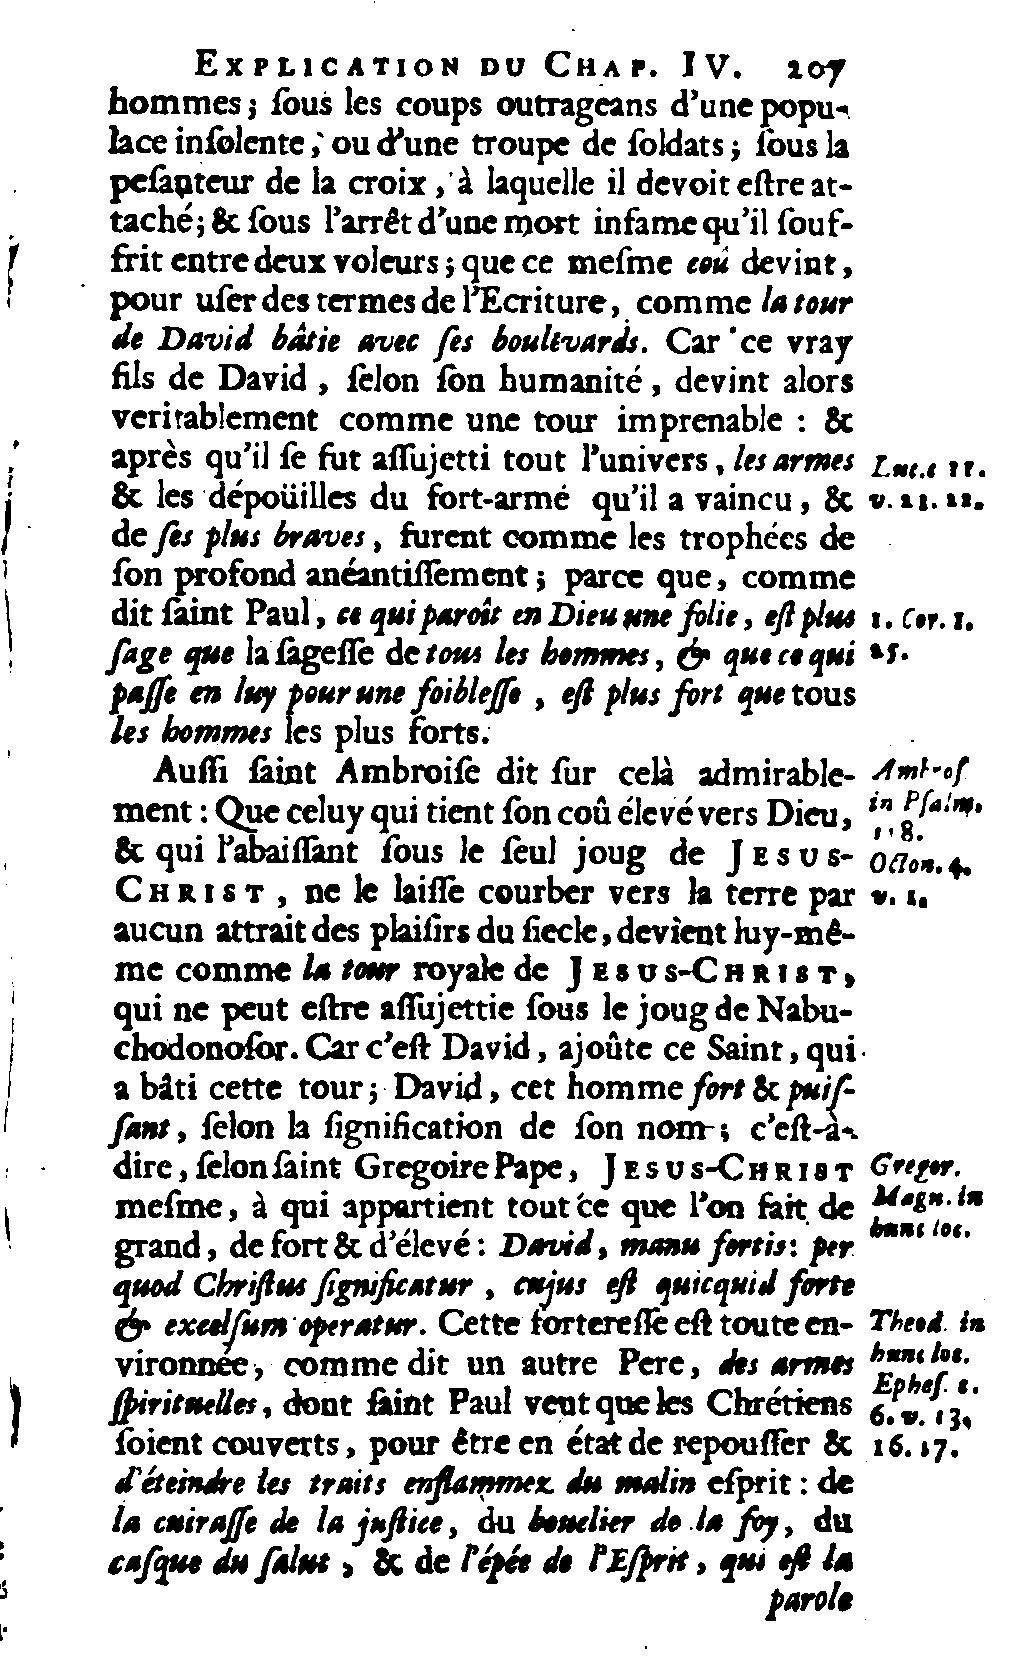 EXPLICATION DU CHAP. IV. 207
hommes; ſous les coups outrageans d'une popu-
lace inſolente, ou d'une troupe de ſoldats; ſous la
peſanteur de la croix, à laquelle il devoit eſtre at-
taché; & ſous l'arrêt d'une mort infame qu'il ſouf-
frit entre deux voleurs; que ce meſme coû devint,
pour uſer des termes de l'Ecriture, comme la tour
de David bâtie avec ſes boulevards. Car ce vray
fils de David, ſelon ſon humanité, devint alors
veritablement comme une tour imprenable : &
après qu'il ſe fut aſſujetti tout l'univers, les armes
& les dépoüilles du fort-armé qu'il a vaincu, &
de ſes plus braves, furent comme les trophées de
ſon profond anéantiſſement; parce que, comme
dit ſaint Paul, ce qui paroît en Dieu une folie, eſt plus
ſage que la ſageſſe de tous les hommes, & que ce qui
paſſe en luy pour une foibleſſe, eſt plus fort que tous
les hommes les plus forts.
Auſſi ſaint Ambroiſe dit ſur celà admirable-
ment : Que celuy qui tient ſon coû élevé vers Dieu,
& qui l'abaiſſant ſous le ſeul joug de JESUS-
CHRIST, ne le laiſſe courber vers la terre par
aucun attrait des plaiſirs du ſiecle, devient luy-mê-
me comme la tour royale de JESUS-CHRIST,
qui ne peut eſtre aſſujettie ſous le joug de Nabu-
chodonoſor. Car c'eſt David, ajoûte ce Saint, qui
a bâti cette tour; David, cet homme fort & puiſ-
ſant, ſelon la ſignification de ſon nom; c'eſt-à-
dire, ſelon ſaint Gregoire Pape, JESUS-CHRIST
meſme, à qui appartient tout ce que l'on fait de
grand, de fort & d'élevé : David, manu fortis: per
quod Chriſtus ſignificatur, cujus eſt quicquid forte
& excelſum operatur. Cette fortereſſe eſt toute en-
vironnée, comme dit un autre Pere, des armes
ſpirituelles, dont ſaint Paul veut que les Chrétiens
ſoient couverts, pour être en état de repouſſer &
d'éteindre les traits enflammez du malin eſprit : de
la cuiraſſe de la juſtice, du bouclier de la foy, du
caſque du ſalut, & de l'épée de l'Eſprit, qui eſt la
parole
Luc. c 11.
v. 21. 22.
1. Cor. 1.
25.
Ambroſ
in Pſalm.
118.
Octon. 4.
v. 1.
Gregor.
Magn. in
hunc loc.
Theod. in
hunc loc.
Epheſ. c.
6. v. 13.
16. 17.